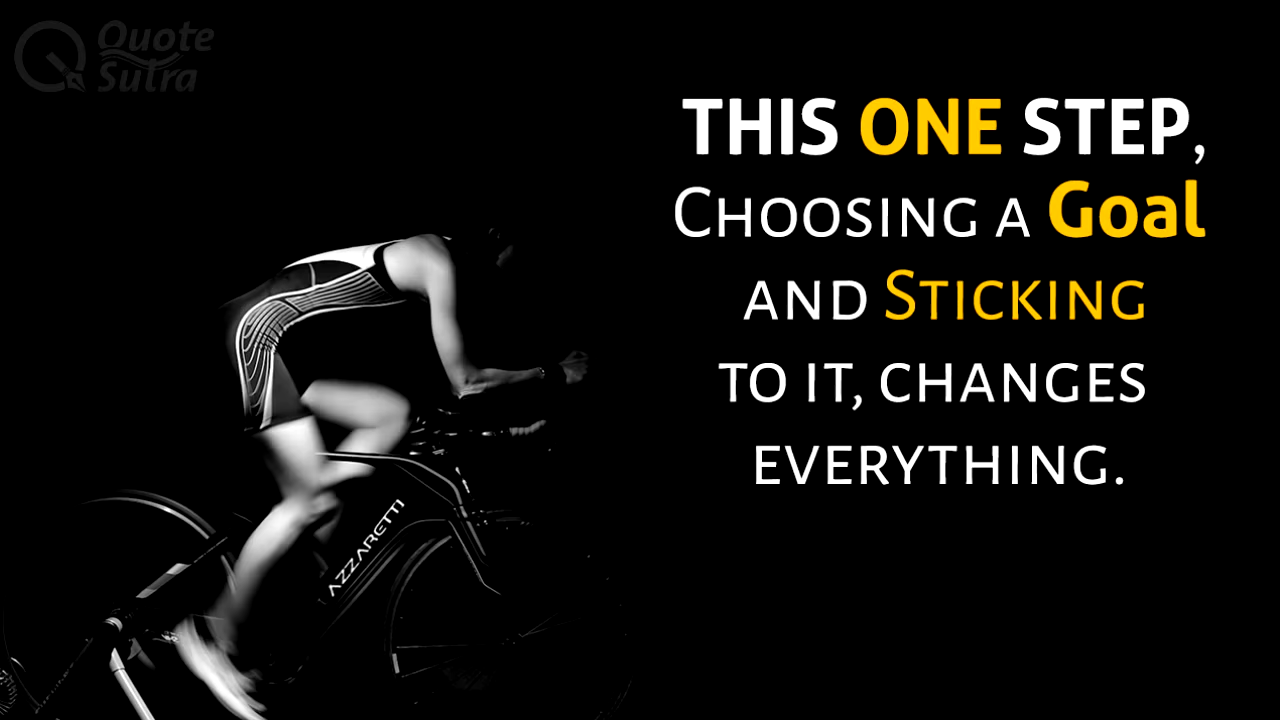 Quote
Sutra
THIS ONE STEP,
CHOOSING A Goal
AND STICKING
TO IT, CHANGES
EVERYTHING.
AZZARETTI